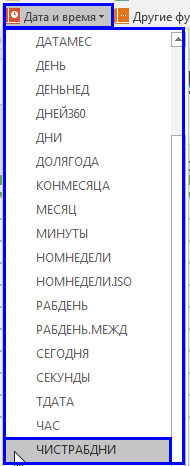 Дата и время Другие фу
ДАТАМЕС
ДЕНЬ
ДЕНЬНЕД
ДНЕЙ360
ДНИ
ДОЛЯГОДА
КОНМЕСЯЦА
МЕСЯЦ
МИНУТЫ
НОМНЕДЕЛИ
НОМНЕДЕЛИ.ISO
РАБДЕНЬ
РАБДЕНЬ.МЕЖД
СЕГОДНЯ
СЕКУНДЫ
ТДАТА
ЧАС
ЧИСТРАБДНИ